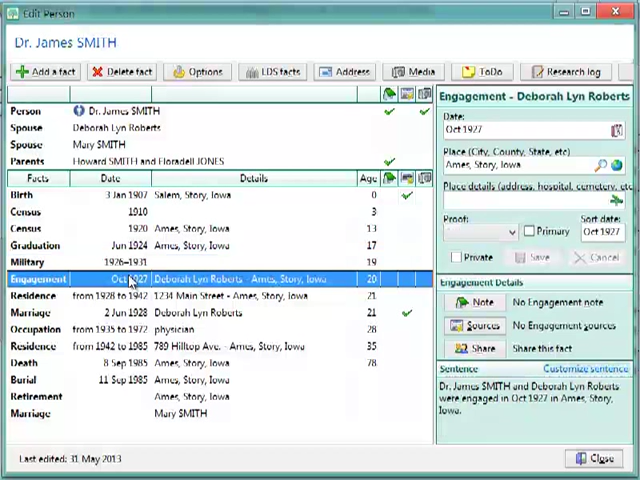 Edit Person
Dr. James SMITH
Add a fact Delete fact Options LDS facts Address Media ToDo Research log
Person Dr. James SMITH
Spouse Deborah Lyn Roberts
Spouse Mary SMITH
Parents Howard SMITH and Floradell JONES
Facts Date Details Age
Birth 3 Jan 1907 Salem, Story, Iowa 0
Census 1910 3
Census 1920 Ames, Story, Iowa 13
Graduation Jun 1924 Ames, Story, Iowa 17
Military 1926–1931 19
Engagement Oct 1927 Deborah Lyn Roberts - Ames, Story, Iowa 20
Residence from 1928 to 1942 1234 Main Street - Ames, Story, Iowa 21
Marriage 2 Jun 1928 Deborah Lyn Roberts 21
Occupation from 1935 to 1972 physician 28
Residence from 1942 to 1985 789 Hilltop Ave. - Ames, Story, Iowa 35
Death 8 Sep 1985 Ames, Story, Iowa 78
Burial 11 Sep 1985 Ames, Story, Iowa
Retirement Ames, Story, Iowa
Marriage Mary SMITH
Last edited: 31 May 2013
Engagement - Deborah Lyn Roberts
Date:
Oct 1927
Place (City, County, State, etc)
Ames, Story, Iowa
Place details (address, hospital, cemetery, etc
Proof: Primary Sort date:
Oct 1927
Private Save Cancel
Engagement Details
Note No Engagement note
Sources No Engagement sources
Share Share this fact
Sentence Customize sentence
Dr. James SMITH and Deborah Lyn Roberts
were engaged in Oct 1927 in Ames, Story,
Iowa.
Close